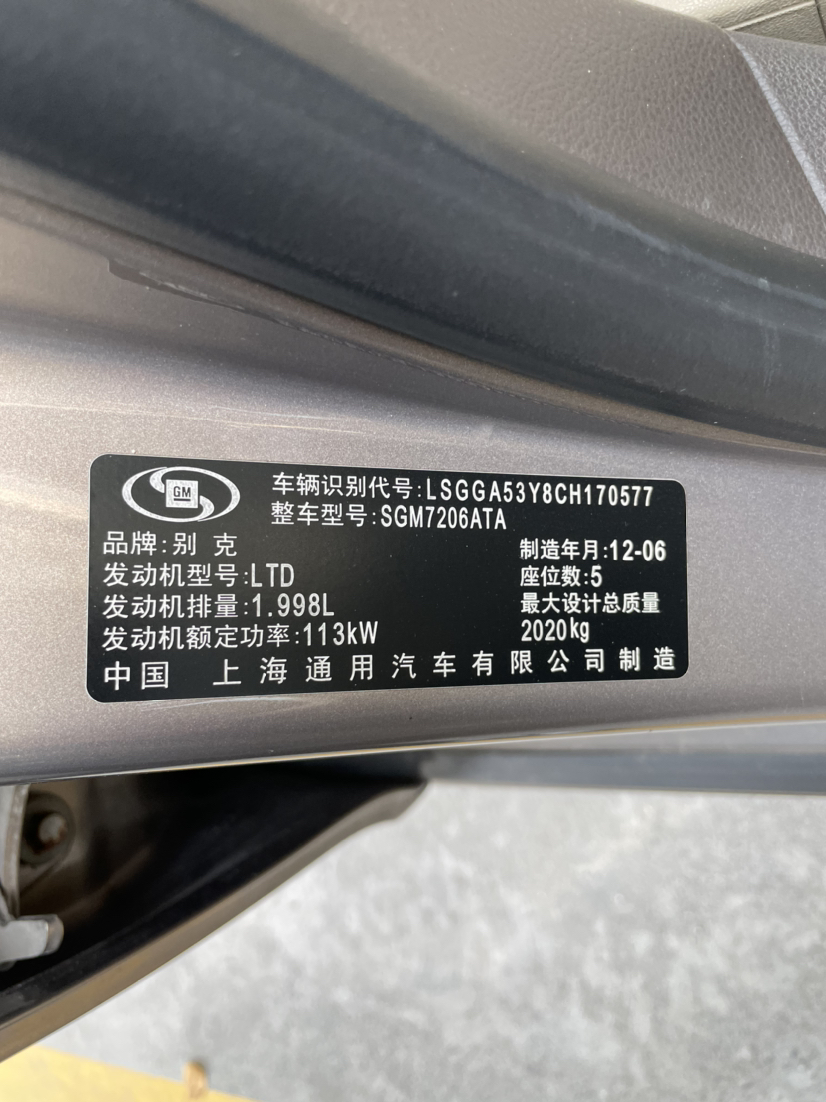 GM
车辆识别代号:LSGGA53Y8CH170577
整车型号:SGM7206ATA
品牌:别 克
制造年月:12-06
发动机型号:LTD
座位数:5
发动机排量:1.998L
最大设计总质量
发动机额定功率:113kW
2020kg
中国 上海通用汽车有限公司制造